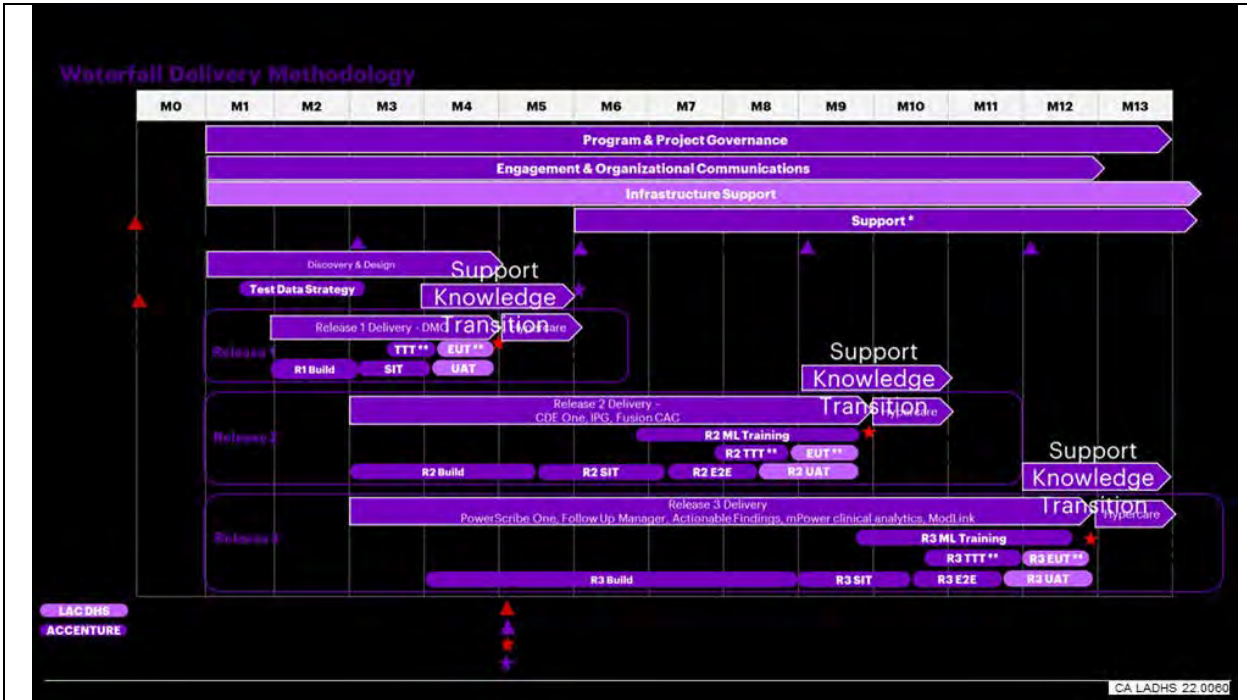 Waterfall Delivery Methodology
M0 M1 M2 M3 M4 M5 M6 M7 M8 M9 M10 M11 M12 M13
Program & Project Governance
Engagement & Organizational Communications
Infrastructure Support
Support *
Discovery & Design
Test Data Strategy
Support
Knowledge
Transition
Release 1 Delivery - DMO
Hypercare
TTT ** EUT **
Release 1
R1 Build SIT UAT
Support
Knowledge
Transition
Release 2 Delivery –
CDE One, IPG, Fusion CAC
Hypercare
Release 2
R2 ML Training
R2 TTT ** EUT **
R2 Build R2 SIT R2 E2E R2 UAT
Support
Knowledge
Transition
Release 3 Delivery
PowerScribe One, Follow Up Manager, Actionable Findings, mPower clinical analytics, ModLink
Hypercare
Release
R3 ML Training
R3 TTT ** R3 EUT **
R3 Build R3 SIT R3 E2E R3 UAT
LAC DHS
ACCENTURE
CA LADHS 22.0060